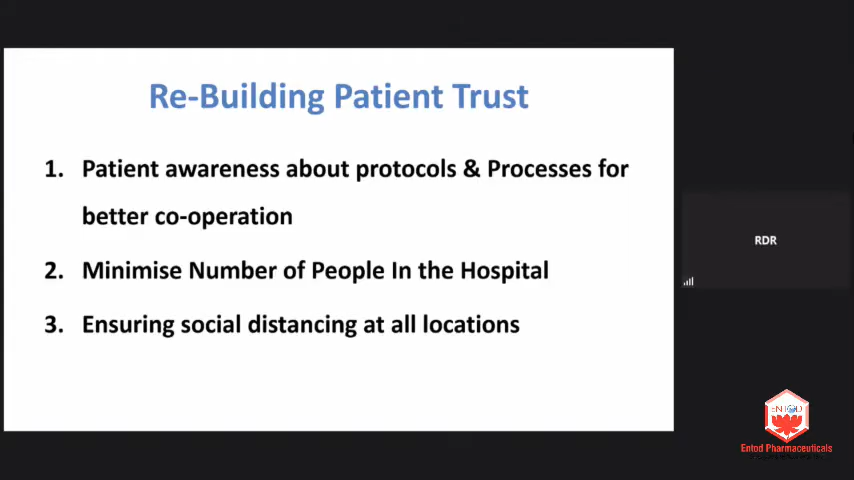 Re-Building Patient Trust
1. Patient awareness about protocols & Processes for
better co-operation
2. Minimise Number of People In the Hospital
3. Ensuring social distancing at all locations
RDR
ENTOD
Entod Pharmaceuticals